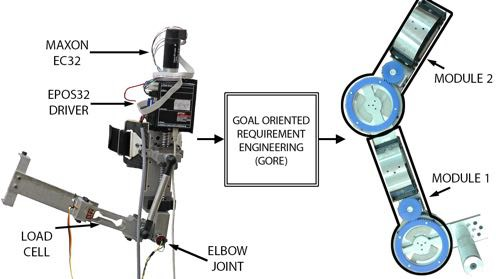 MAXON
EC32
EPOS32
DRIVER
LOAD
CELL
ELBOW
JOINT
GOAL ORIENTED
REQUIREMENT
ENGINEERING
(GORE)
MODULE 2
MODULE 1